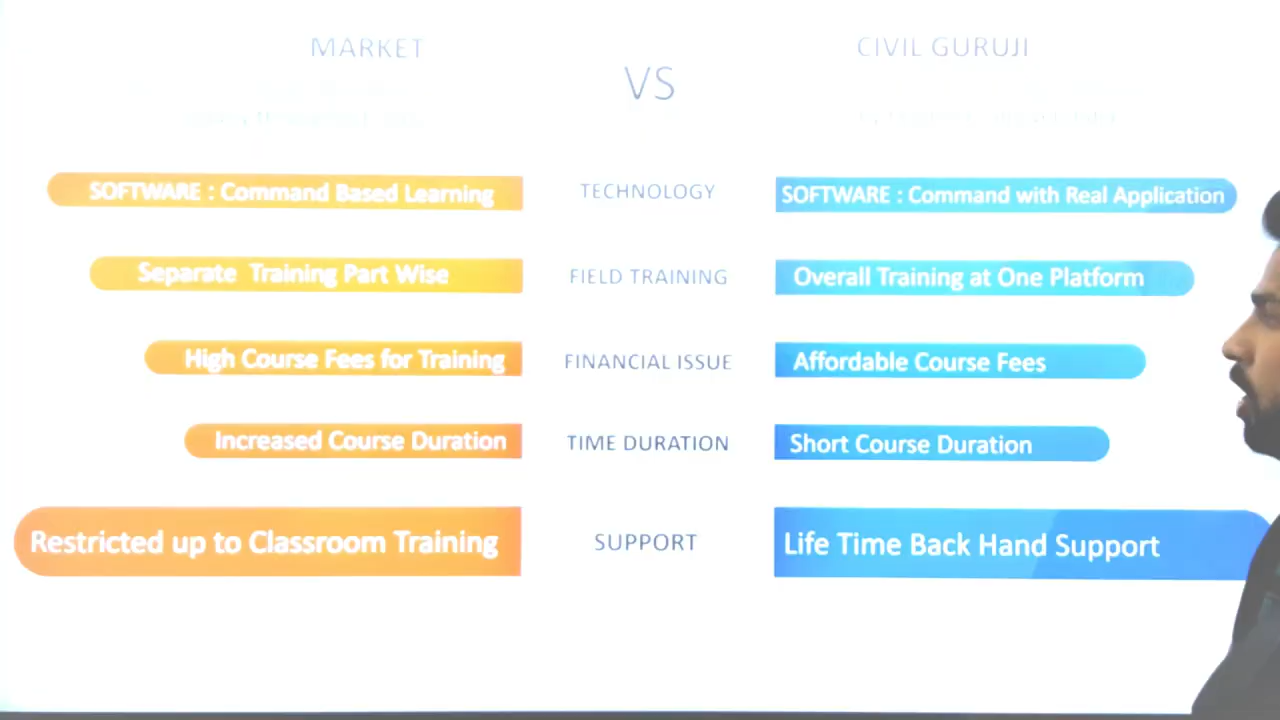 MARKET
CIVIL GURUJI
VS
SOFTWARE : Command Based Learning
TECHNOLOGY
SOFTWARE : Command with Real Application
Separate Training Part Wise
FIELD TRAINING
Overall Training at One Platform
High Course Fees for Training
FINANCIAL ISSUE
Affordable Course Fees
Increased Course Duration
TIME DURATION
Short Course Duration
Restricted up to Classroom Training
SUPPORT
Life Time Back Hand Support